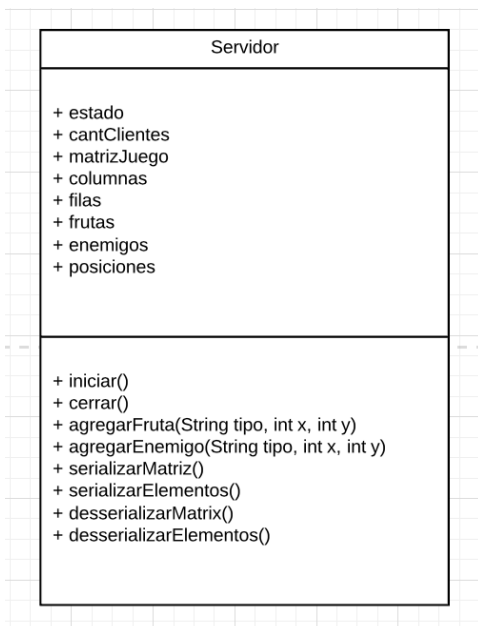 Servidor
+ estado
+ cantClientes
+ matrizJuego
+ columnas
+ filas
+ frutas
+ enemigos
+ posiciones
+ iniciar()
+ cerrar()
+ agregarFruta(String tipo, int x, int y)
+ agregarEnemigo(String tipo, int x, int y)
+ serializarMatriz()
+ serializarElementos()
+ desserializarMatrix()
+ desserializarElementos()